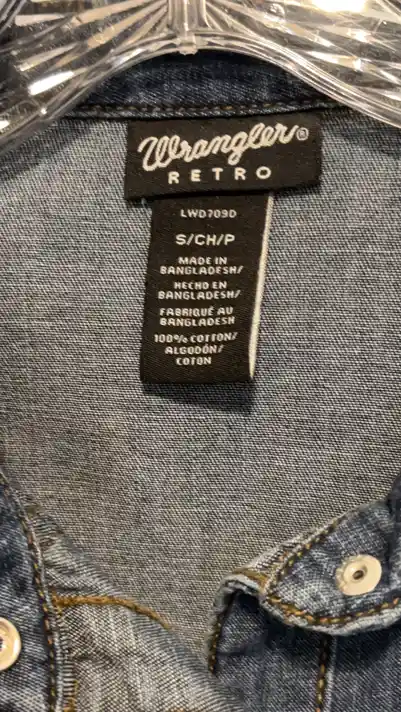 Wrangler®
RETRO
LWD709D
S/CH/P
MADE IN
BANGLADESH/
HECHO EN
BANGLADESH/
FABRIQUÉ AU
BANGLADESH
100% COTTON/
ALGODÓN/
COTON